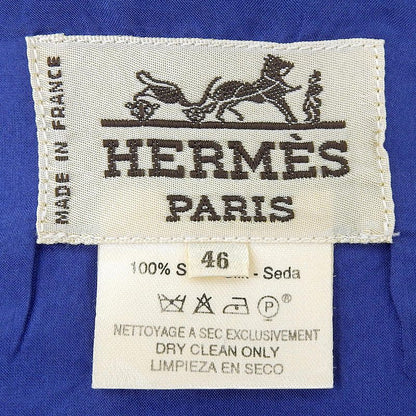 MADE IN FRANCE
HERMÈS
PARIS
46
100% S - Seda
P ®
NETTOYAGE A SEC EXCLUSIVEMENT
DRY CLEAN ONLY
LIMPIEZA EN SECO